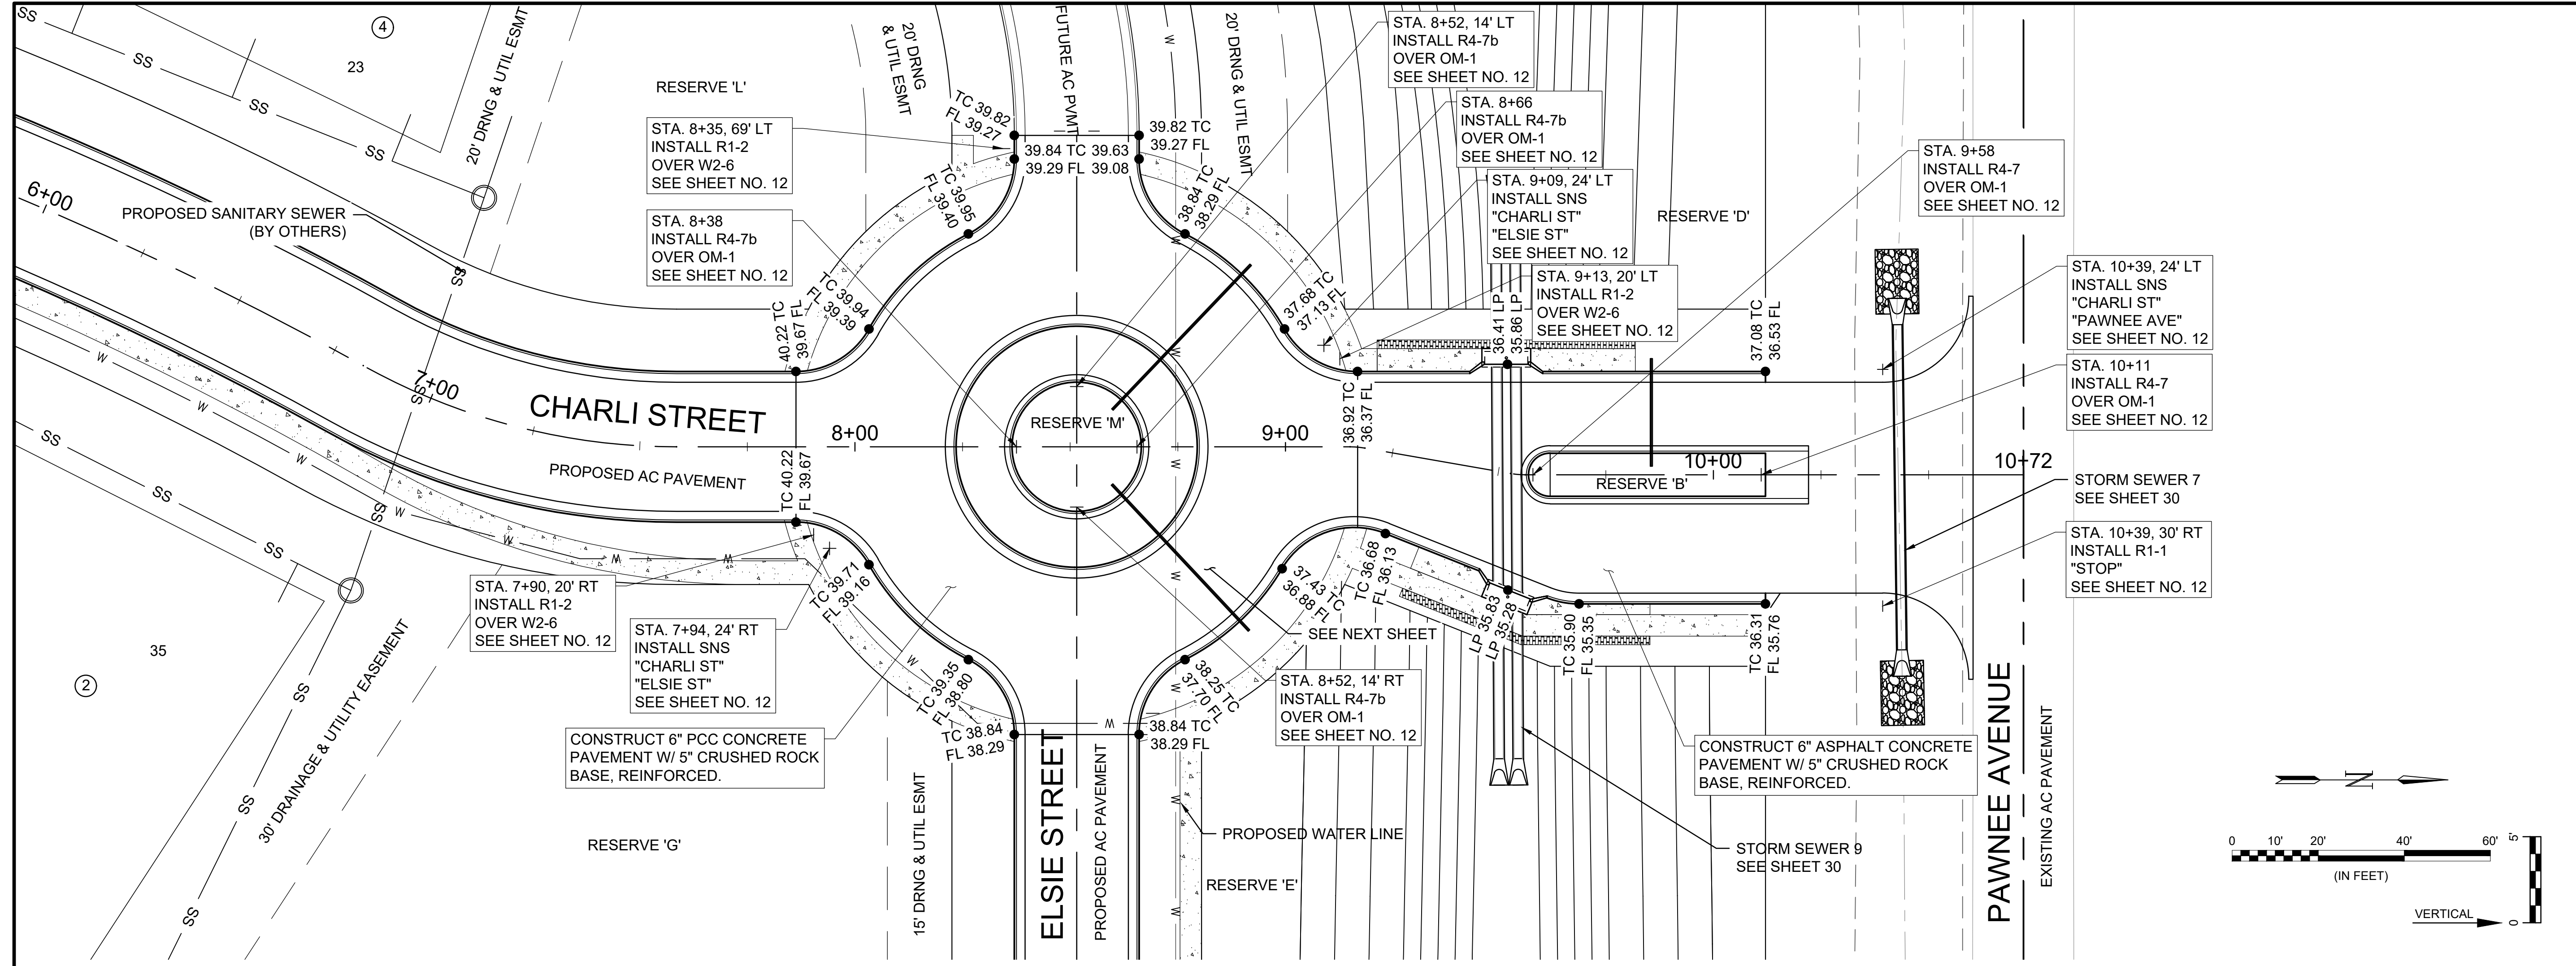 SS
4
23
SS
SS
SS
20' DRNG & UTIL ESMT
6+00
PROPOSED SANITARY SEWER
(BY OTHERS)
SS
SS
7+00
W
W
W
W
W
W
W
W
SS
SS
SS
SS
SS
SS
SS
35
2
30' DRAINAGE & UTILITY EASEMENT
CHARLI STREET
PROPOSED AC PAVEMENT
RESERVE 'L'
20' DRNG
& UTIL ESMT
FUTURE AC PVMT
W
20' DRNG & UTIL ESMT
STA. 8+35, 69' LT
INSTALL R1-2
OVER W2-6
SEE SHEET NO. 12
STA. 8+38
INSTALL R4-7b
OVER OM-1
SEE SHEET NO. 12
TC 39.82
FL 39.27
39.84 TC 39.63
39.29 FL 39.08
39.82 TC
39.27 FL
TC 39.95
FL 39.40
38.84 TC
38.29 FL
TC 39.94
FL 39.39
40.22 TC
39.67 FL
37.68 TC
37.13 FL
36.92 TC
36.37 FL
STA. 8+52, 14' LT
INSTALL R4-7b
OVER OM-1
SEE SHEET NO. 12
STA. 8+66
INSTALL R4-7b
OVER OM-1
SEE SHEET NO. 12
STA. 9+09, 24' LT
INSTALL SNS
"CHARLI ST"
"ELSIE ST"
SEE SHEET NO. 12
STA. 9+13, 20' LT
INSTALL R1-2
OVER W2-6
SEE SHEET NO. 12
36.41 LP
35.86 LP
RESERVE 'D'
37.08 TC
36.53 FL
STA. 9+58
INSTALL R4-7
OVER OM-1
SEE SHEET NO. 12
STA. 10+39, 24' LT
INSTALL SNS
"CHARLI ST"
"PAWNEE AVE"
SEE SHEET NO. 12
STA. 10+11
INSTALL R4-7
OVER OM-1
SEE SHEET NO. 12
8+00
RESERVE 'M'
9+00
10+00
RESERVE 'B'
10+72
STORM SEWER 7
SEE SHEET 30
STA. 10+39, 30' RT
INSTALL R1-1
"STOP"
SEE SHEET NO. 12
W
W
W
W
W
TC 40.22
FL 39.67
TC 39.71
FL 39.16
STA. 7+90, 20' RT
INSTALL R1-2
OVER W2-6
SEE SHEET NO. 12
STA. 7+94, 24' RT
INSTALL SNS
"CHARLI ST"
"ELSIE ST"
SEE SHEET NO. 12
TC 39.35
FL 38.80
TC 38.84
FL 38.29
CONSTRUCT 6" PCC CONCRETE
PAVEMENT W/ 5" CRUSHED ROCK
BASE, REINFORCED.
RESERVE 'G'
15' DRNG & UTIL ESMT
ELSIE STREET
PROPOSED AC PAVEMENT
W
38.84 TC
38.29 FL
38.25 TC
37.70 FL
37.43 TC
36.88 FL
TC 36.68
FL 36.13
SEE NEXT SHEET
STA. 8+52, 14' RT
INSTALL R4-7b
OVER OM-1
SEE SHEET NO. 12
LP 35.83
LP 35.28
TC 35.90
FL 35.35
TC 36.31
FL 35.76
CONSTRUCT 6" ASPHALT CONCRETE
PAVEMENT W/ 5" CRUSHED ROCK
BASE, REINFORCED.
W
W
PROPOSED WATER LINE
RESERVE 'E'
STORM SEWER 9
SEE SHEET 30
PAWNEE AVENUE
EXISTING AC PAVEMENT
N
0 10' 20' 40' 60'
(IN FEET)
VERTICAL
0 5'